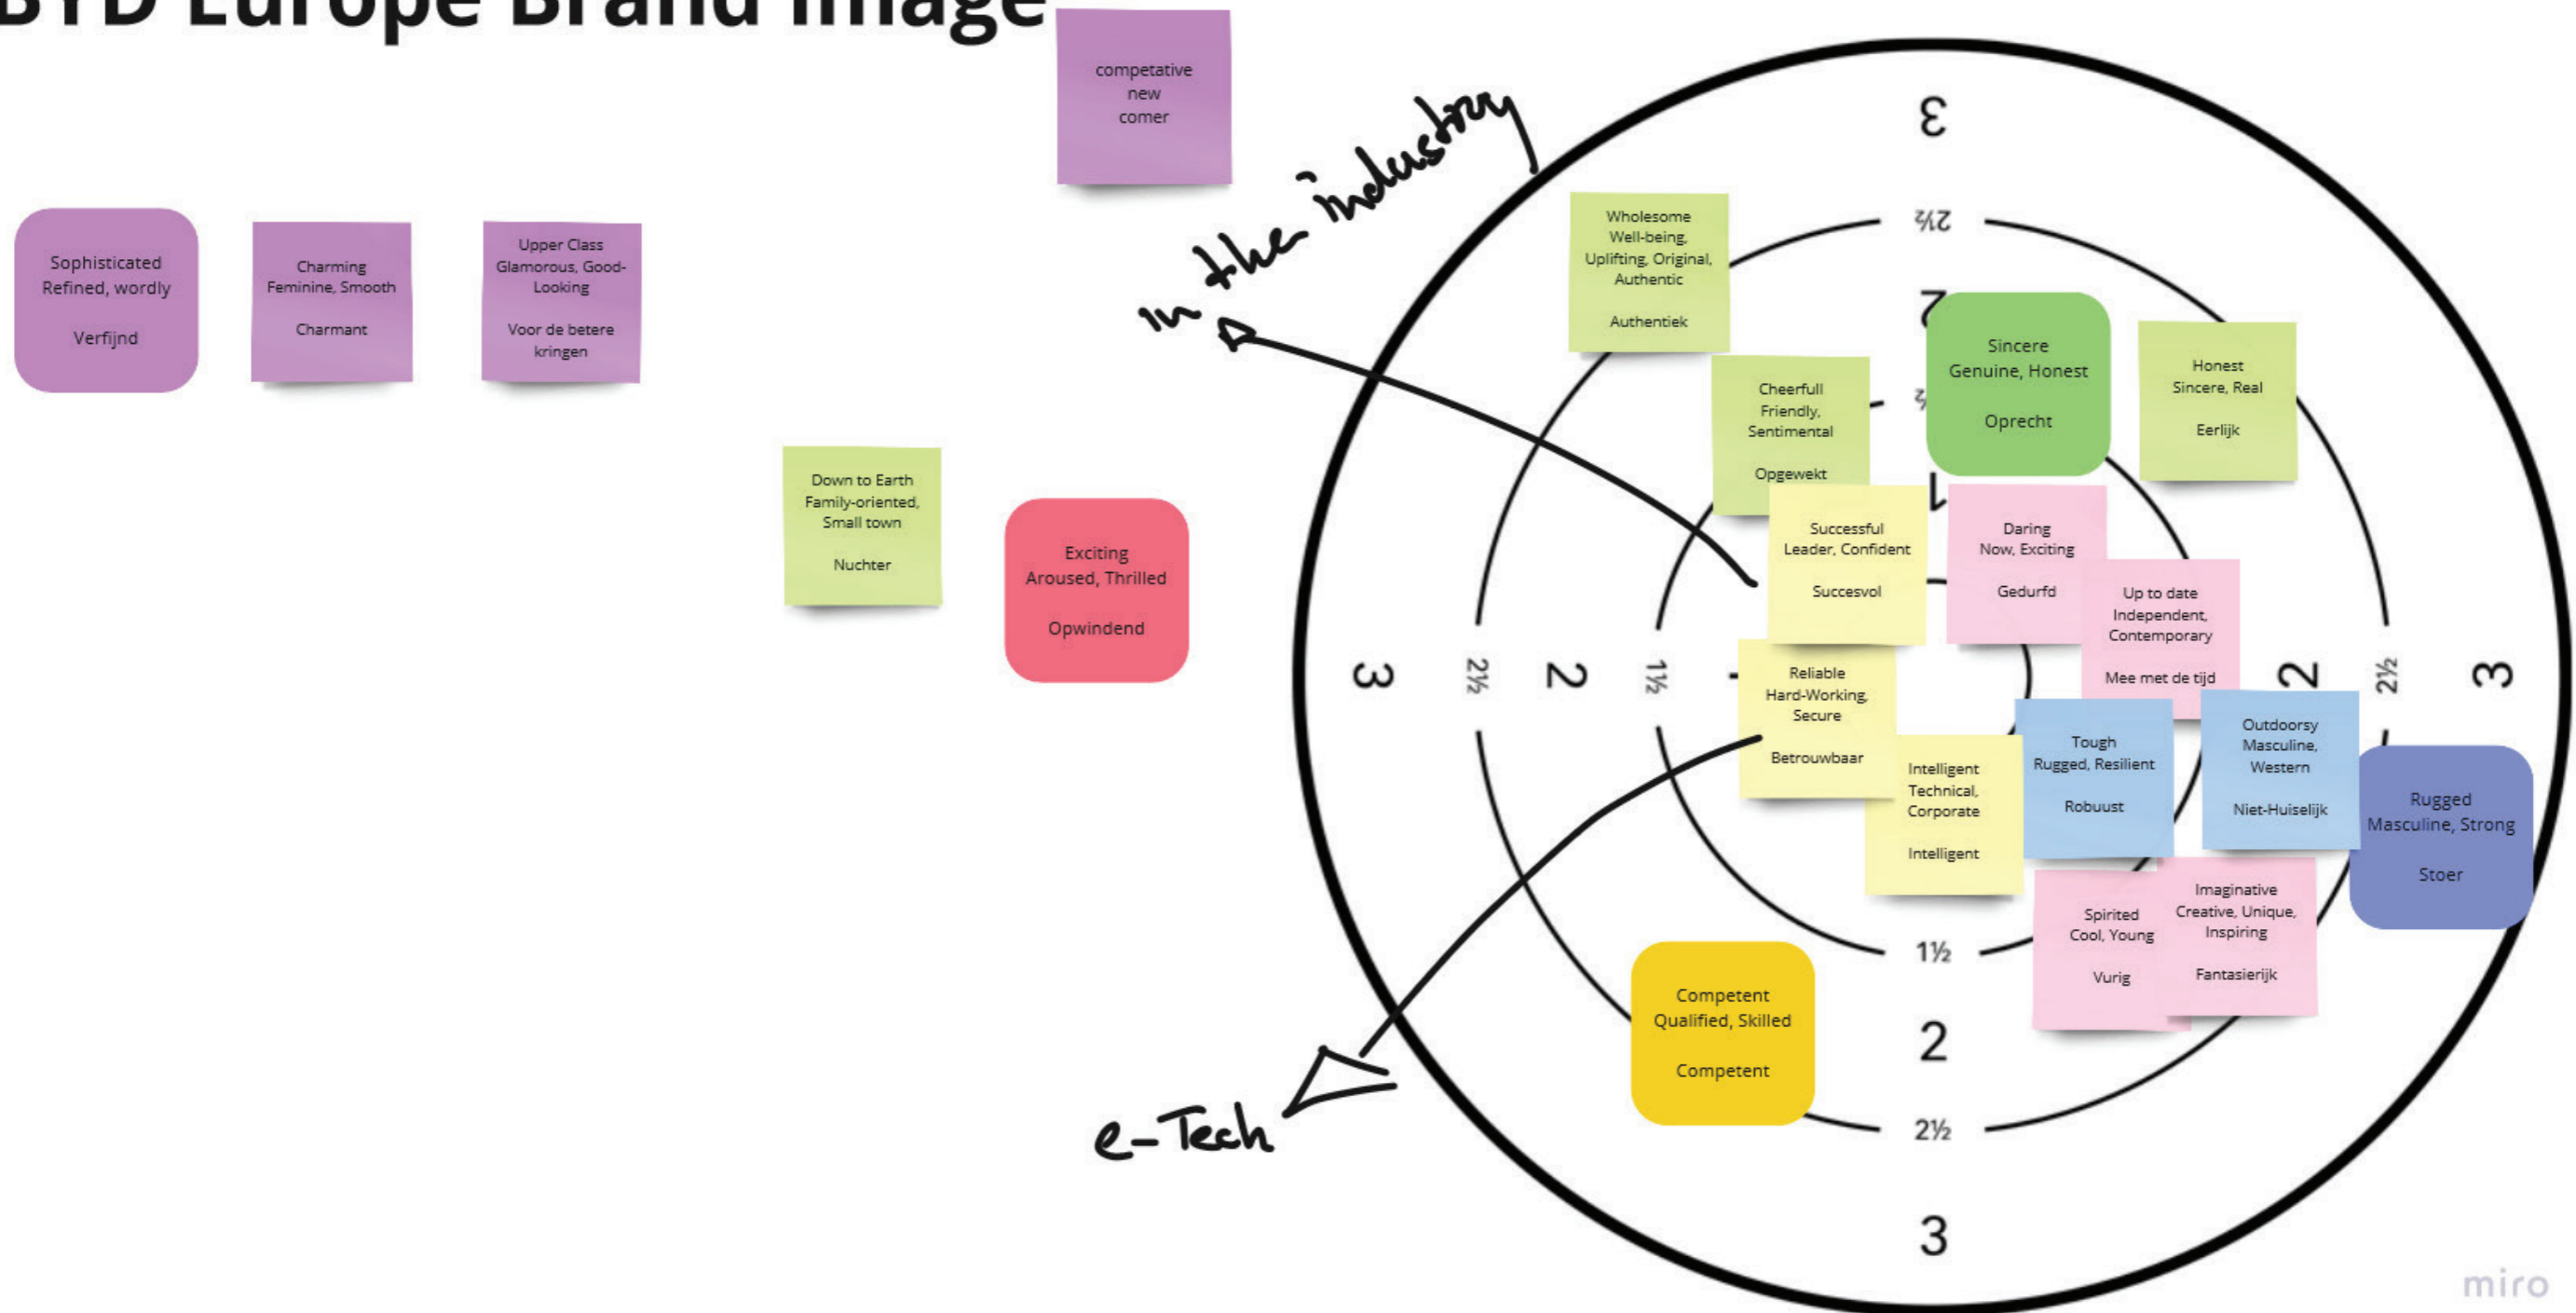 BYD Europe Brand Image
competative
new
comer
in the industry
Sophisticated
Refined, wordly
Verfijnd
Charming
Feminine, Smooth
Charmant
Upper Class
Glamorous, Good-
Looking
Voor de betere
kringen
Down to Earth
Family-oriented,
Small town
Nuchter
Exciting
Aroused, Thrilled
Opwindend
3
2½
2
Wholesome
Well-being,
Uplifting, Original,
Authentic
Authentiek
Cheerfull
Friendly,
Sentimental
Opgewekt
Sincere
Genuine, Honest
Oprecht
Honest
Sincere, Real
Eerlijk
1
Successful
Leader, Confident
Succesvol
Daring
Now, Exciting
Gedurfd
Up to date
Independent,
Contemporary
Mee met de tijd
3
2½
2
1½
2
2½
3
Reliable
Hard-Working,
Secure
Betrouwbaar
Intelligent
Technical,
Corporate
Intelligent
Tough
Rugged, Resilient
Robuust
Outdoorsy
Masculine,
Western
Niet-Huiselijk
Rugged
Masculine, Strong
Stoer
Spirited
Cool, Young
Vurig
Imaginative
Creative, Unique,
Inspiring
Fantasierijk
Competent
Qualified, Skilled
Competent
1½
2
2½
3
e-Tech
miro